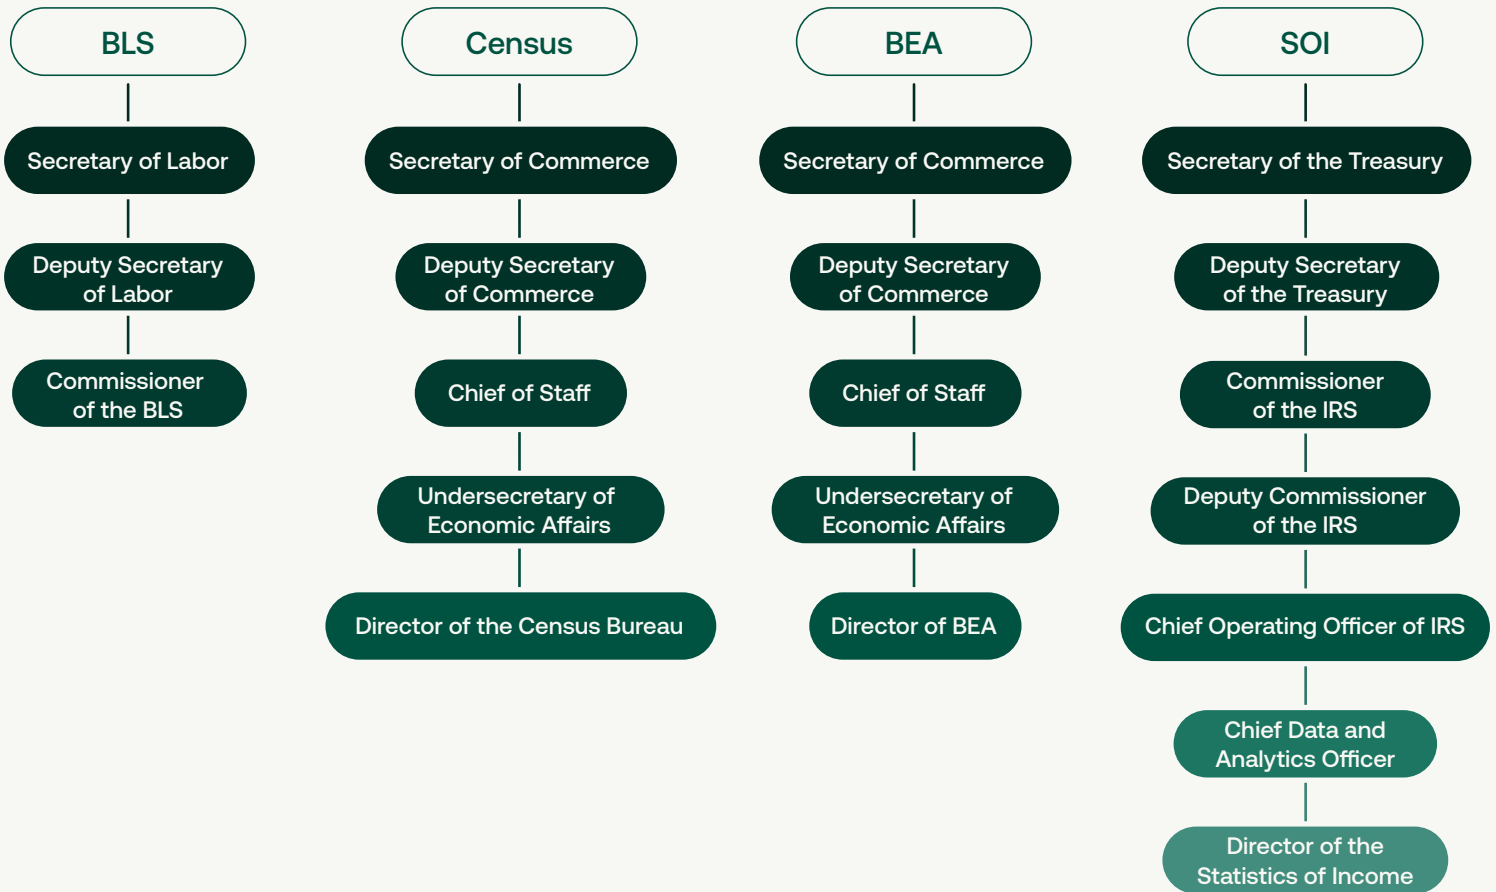 BLS
Secretary of Labor
Deputy Secretary
of Labor
Commissioner
of the BLS
Census
Secretary of Commerce
Deputy Secretary
of Commerce
Chief of Staff
Undersecretary of
Economic Affairs
Director of the Census Bureau
BEA
Secretary of Commerce
Deputy Secretary
of Commerce
Chief of Staff
Undersecretary of
Economic Affairs
Director of BEA
SOI
Secretary of the Treasury
Deputy Secretary
of the Treasury
Commissioner
of the IRS
Deputy Commissioner
of the IRS
Chief Operating Officer of IRS
Chief Data and
Analytics Officer
Director of the
Statistics of Income